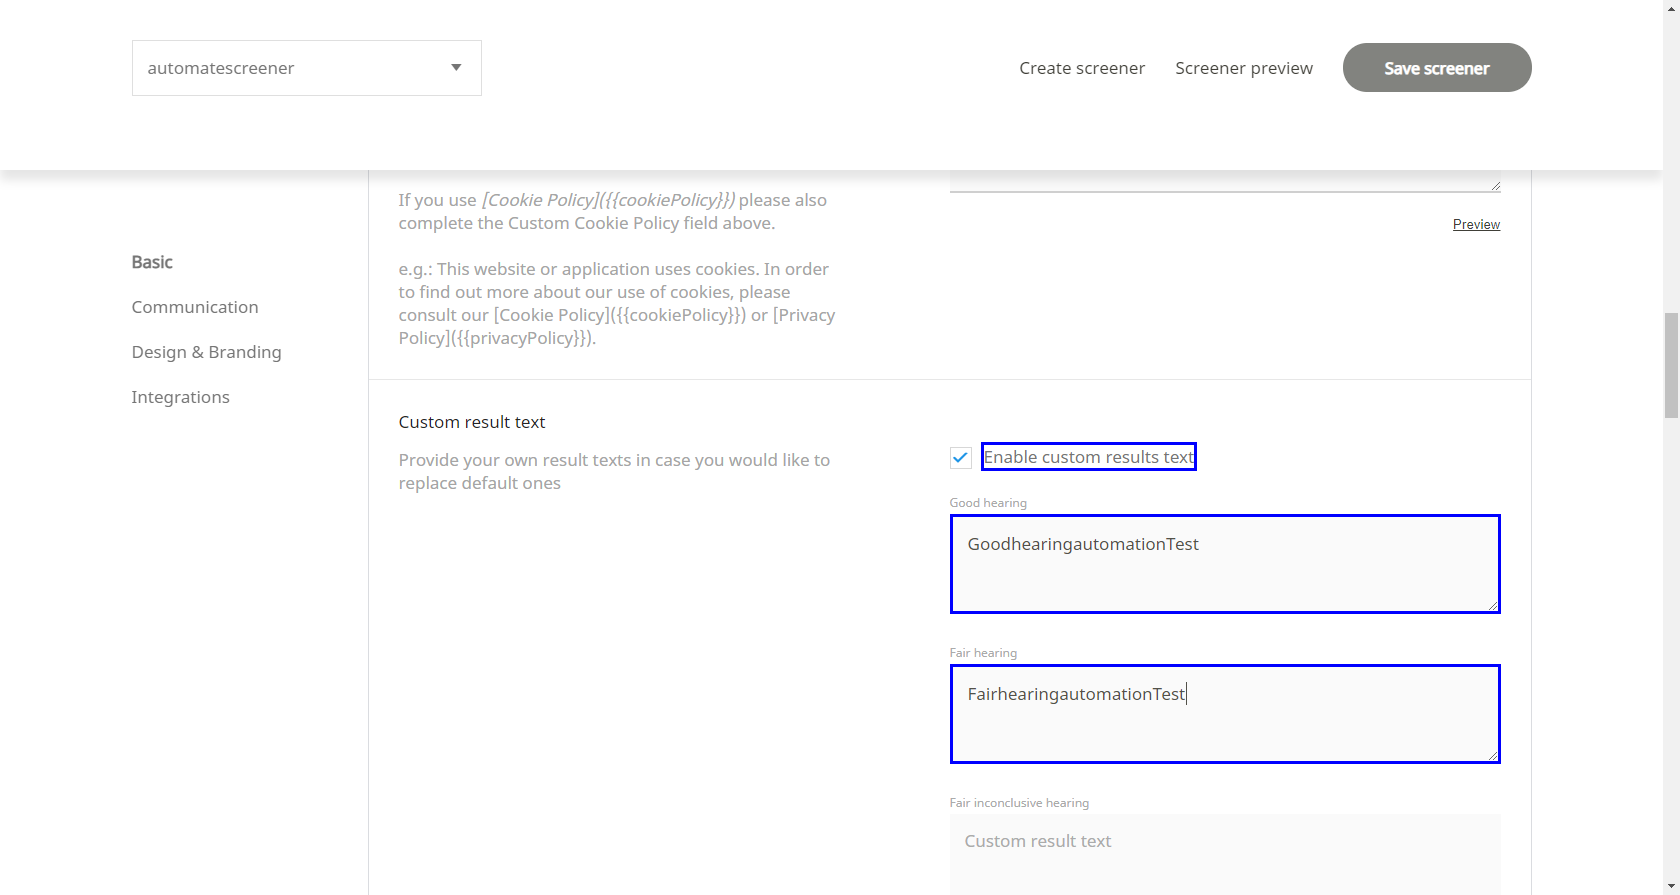 automatescreener
Create screener
Screener preview
Save screener
Basic
Communication
Design & Branding
Integrations
If you use [Cookie Policy]({{cookiePolicy}}) please also
complete the Custom Cookie Policy field above.
e.g.: This website or application uses cookies. In order
to find out more about our use of cookies, please
consult our [Cookie Policy]({{cookiePolicy}}) or [Privacy
Policy]({{privacyPolicy}}).
Preview
Custom result text
Provide your own result texts in case you would like to
replace default ones
Enable custom results text
Good hearing
GoodhearingautomationTest
Fair hearing
FairhearingautomationTest
Fair inconclusive hearing
Custom result text